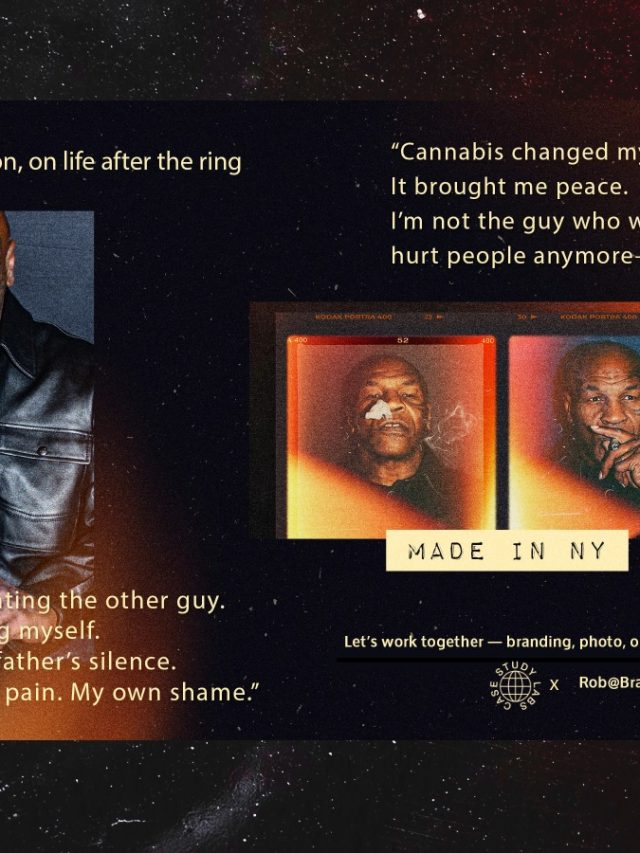 on, on life after the ring
ting the other guy.
g myself.
father’s silence.
pain. My own shame.”
“Cannabis changed my
It brought me peace.
I’m not the guy who w
hurt people anymore-
KODAK PORTRA 400
KODAK PORTRA 400
A 400
52
400
MADE IN NY
Let’s work together — branding, photo, o
CASE STUDY LABS
X
Rob@Bra